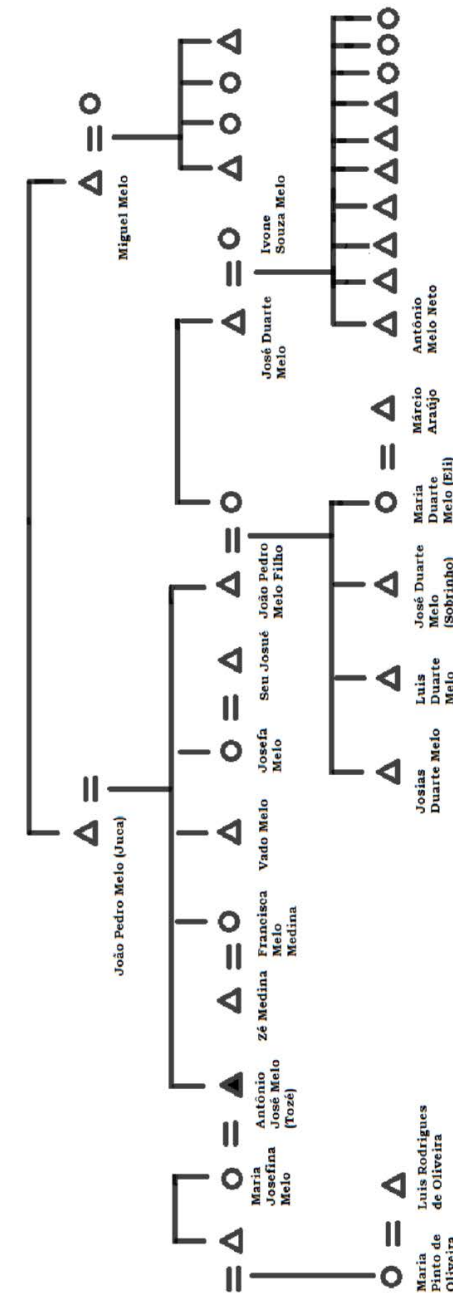 João Pedro Melo (Juca)
Miguel Melo
Maria
Josefina
Melo
Antônio
José Melo
(Tozé)
Zé Medina
Francisca
Melo
Medina
Vado Melo
Josefa
Melo
Seu Josué
João Pedro
Melo Filho
José Duarte
Melo
Ivone
Souza Melo
Maria
Pinto de
Oliveira
Luis Rodrigues
de Oliveira
Josias
Duarte Melo
Luis
Duarte
Melo
José Duarte
Melo
(Sobrinho)
Maria
Duarte
Melo (Eli)
Márcio
Araújo
Antônio
Melo Neto